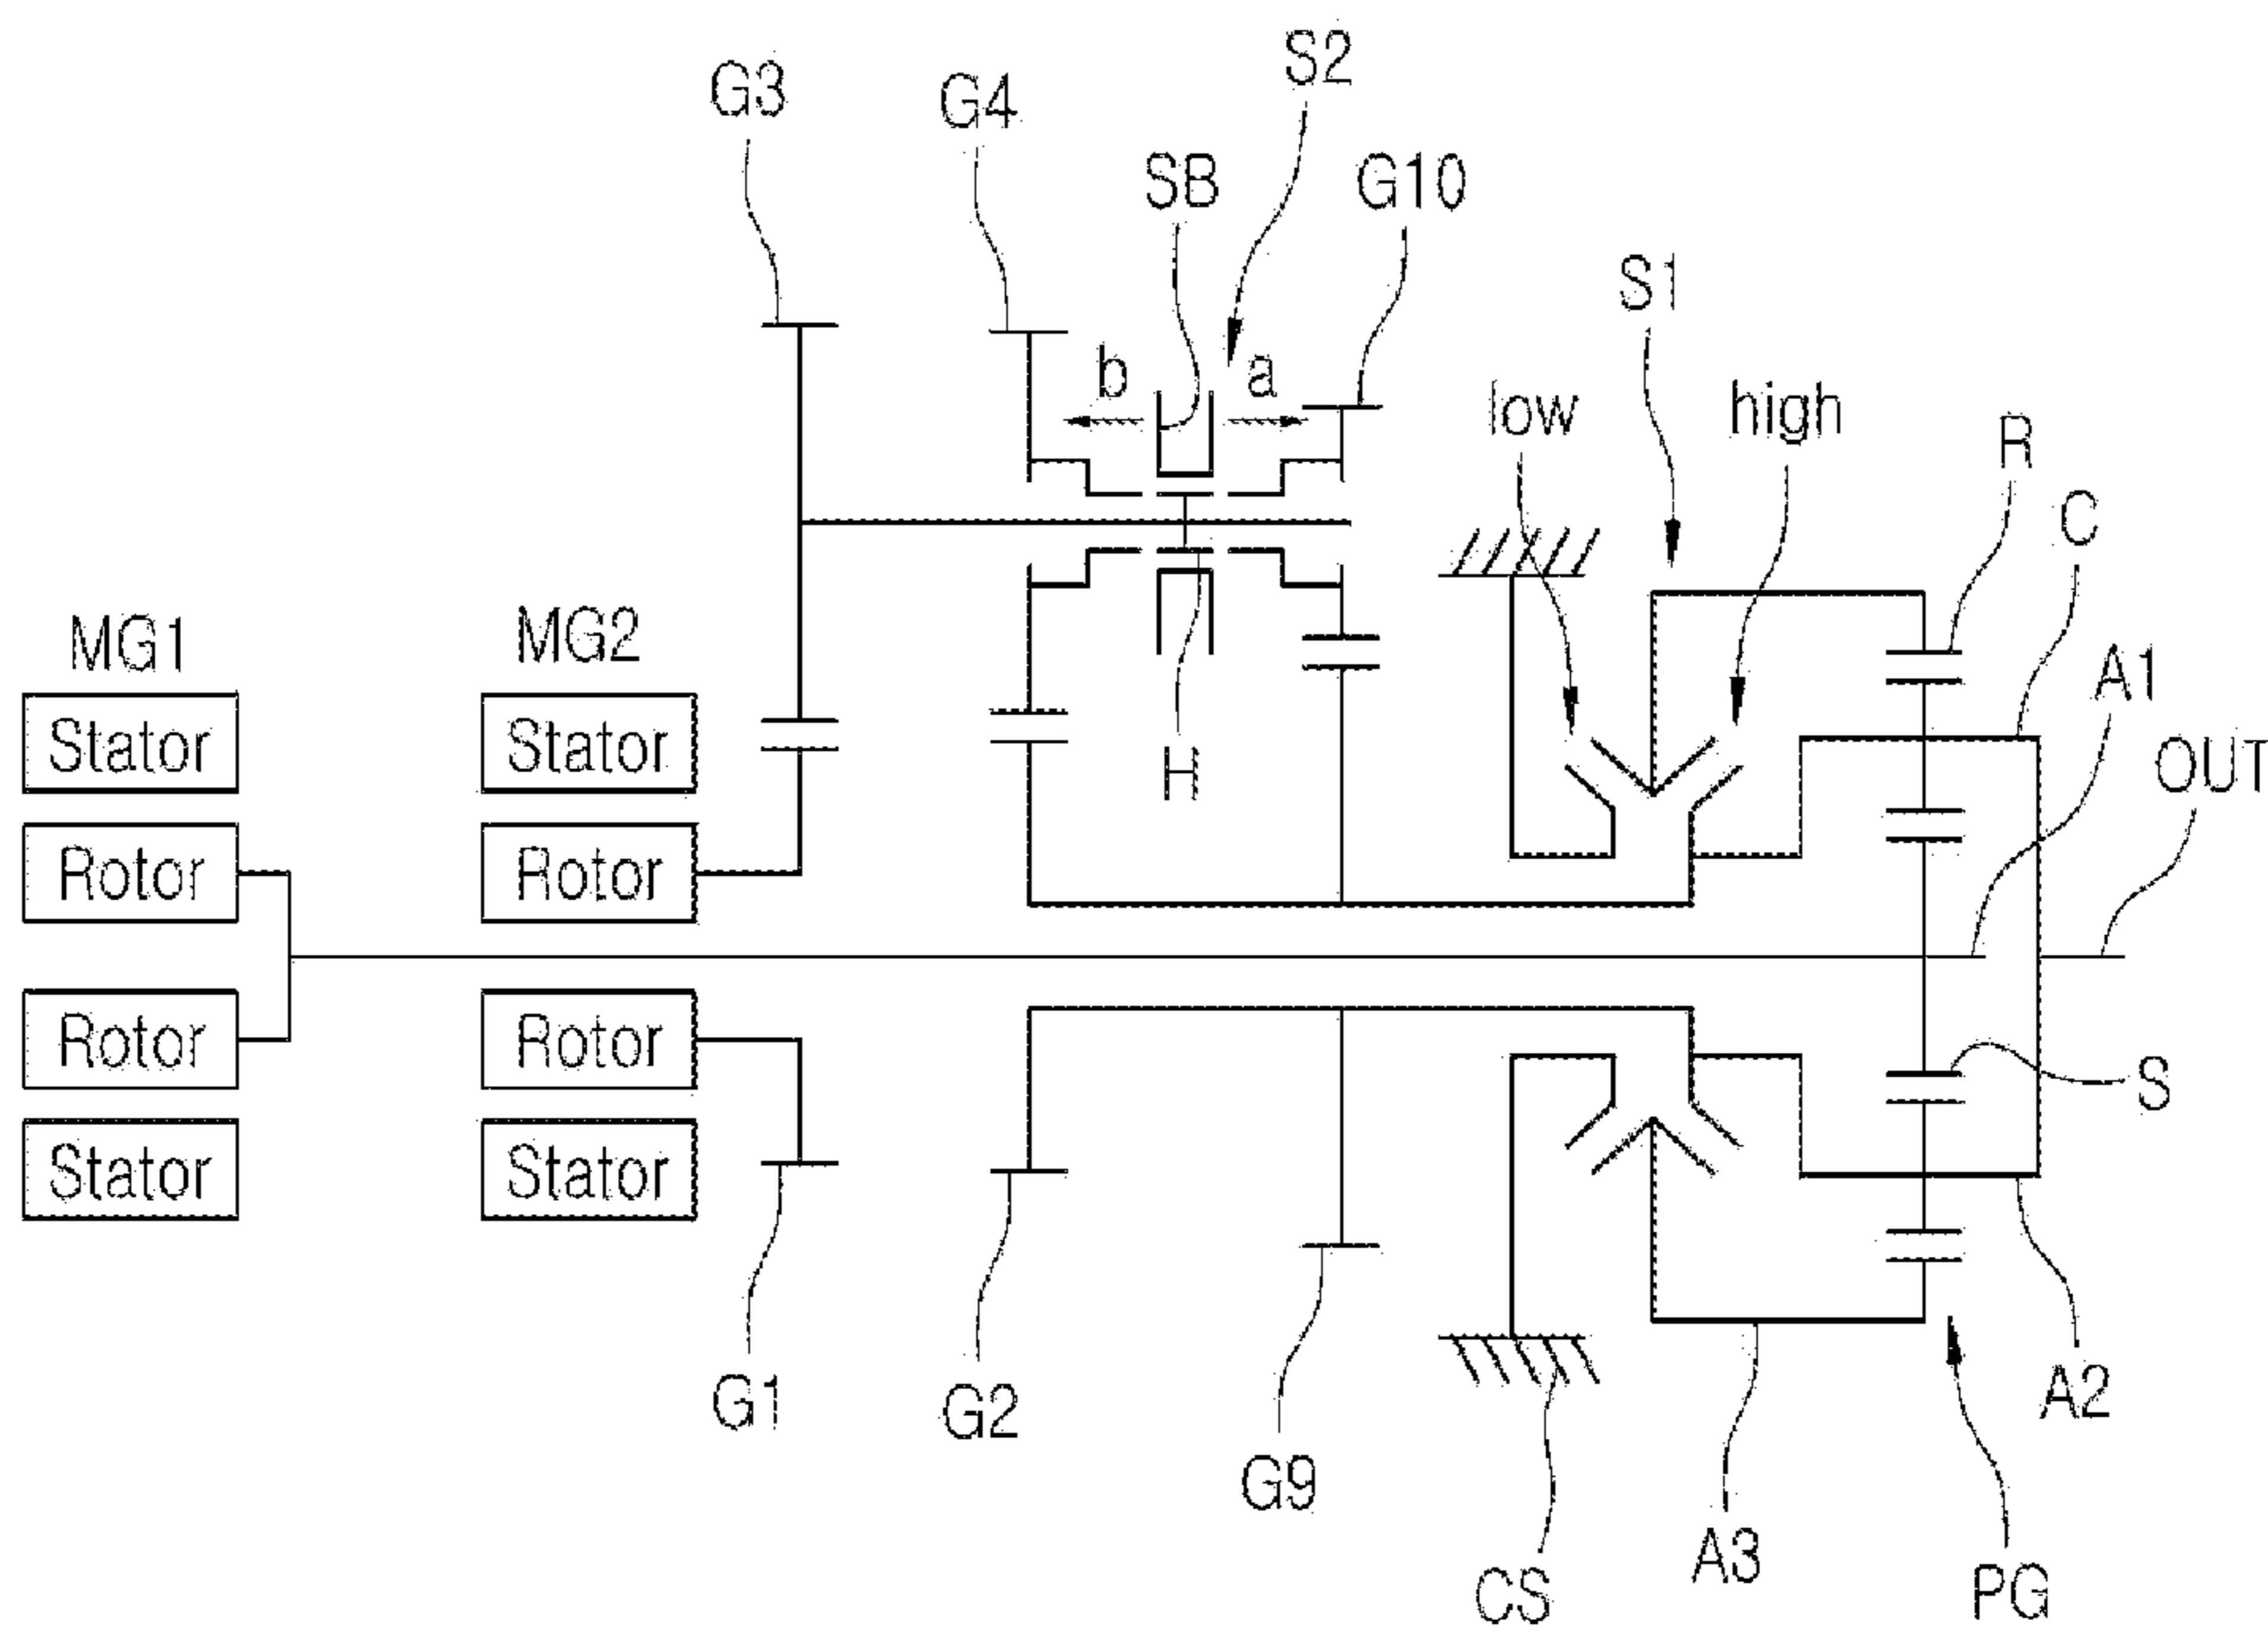 S2
G3
G4
SB
G10
S1
b
a
low
high
R
C
MG1
MG2
A1
Stator
Stator
H
OUT
Rotor
Rotor
Rotor
Rotor
S
Stator
Stator
G1
G2
A2
G9
A3
CS
PG